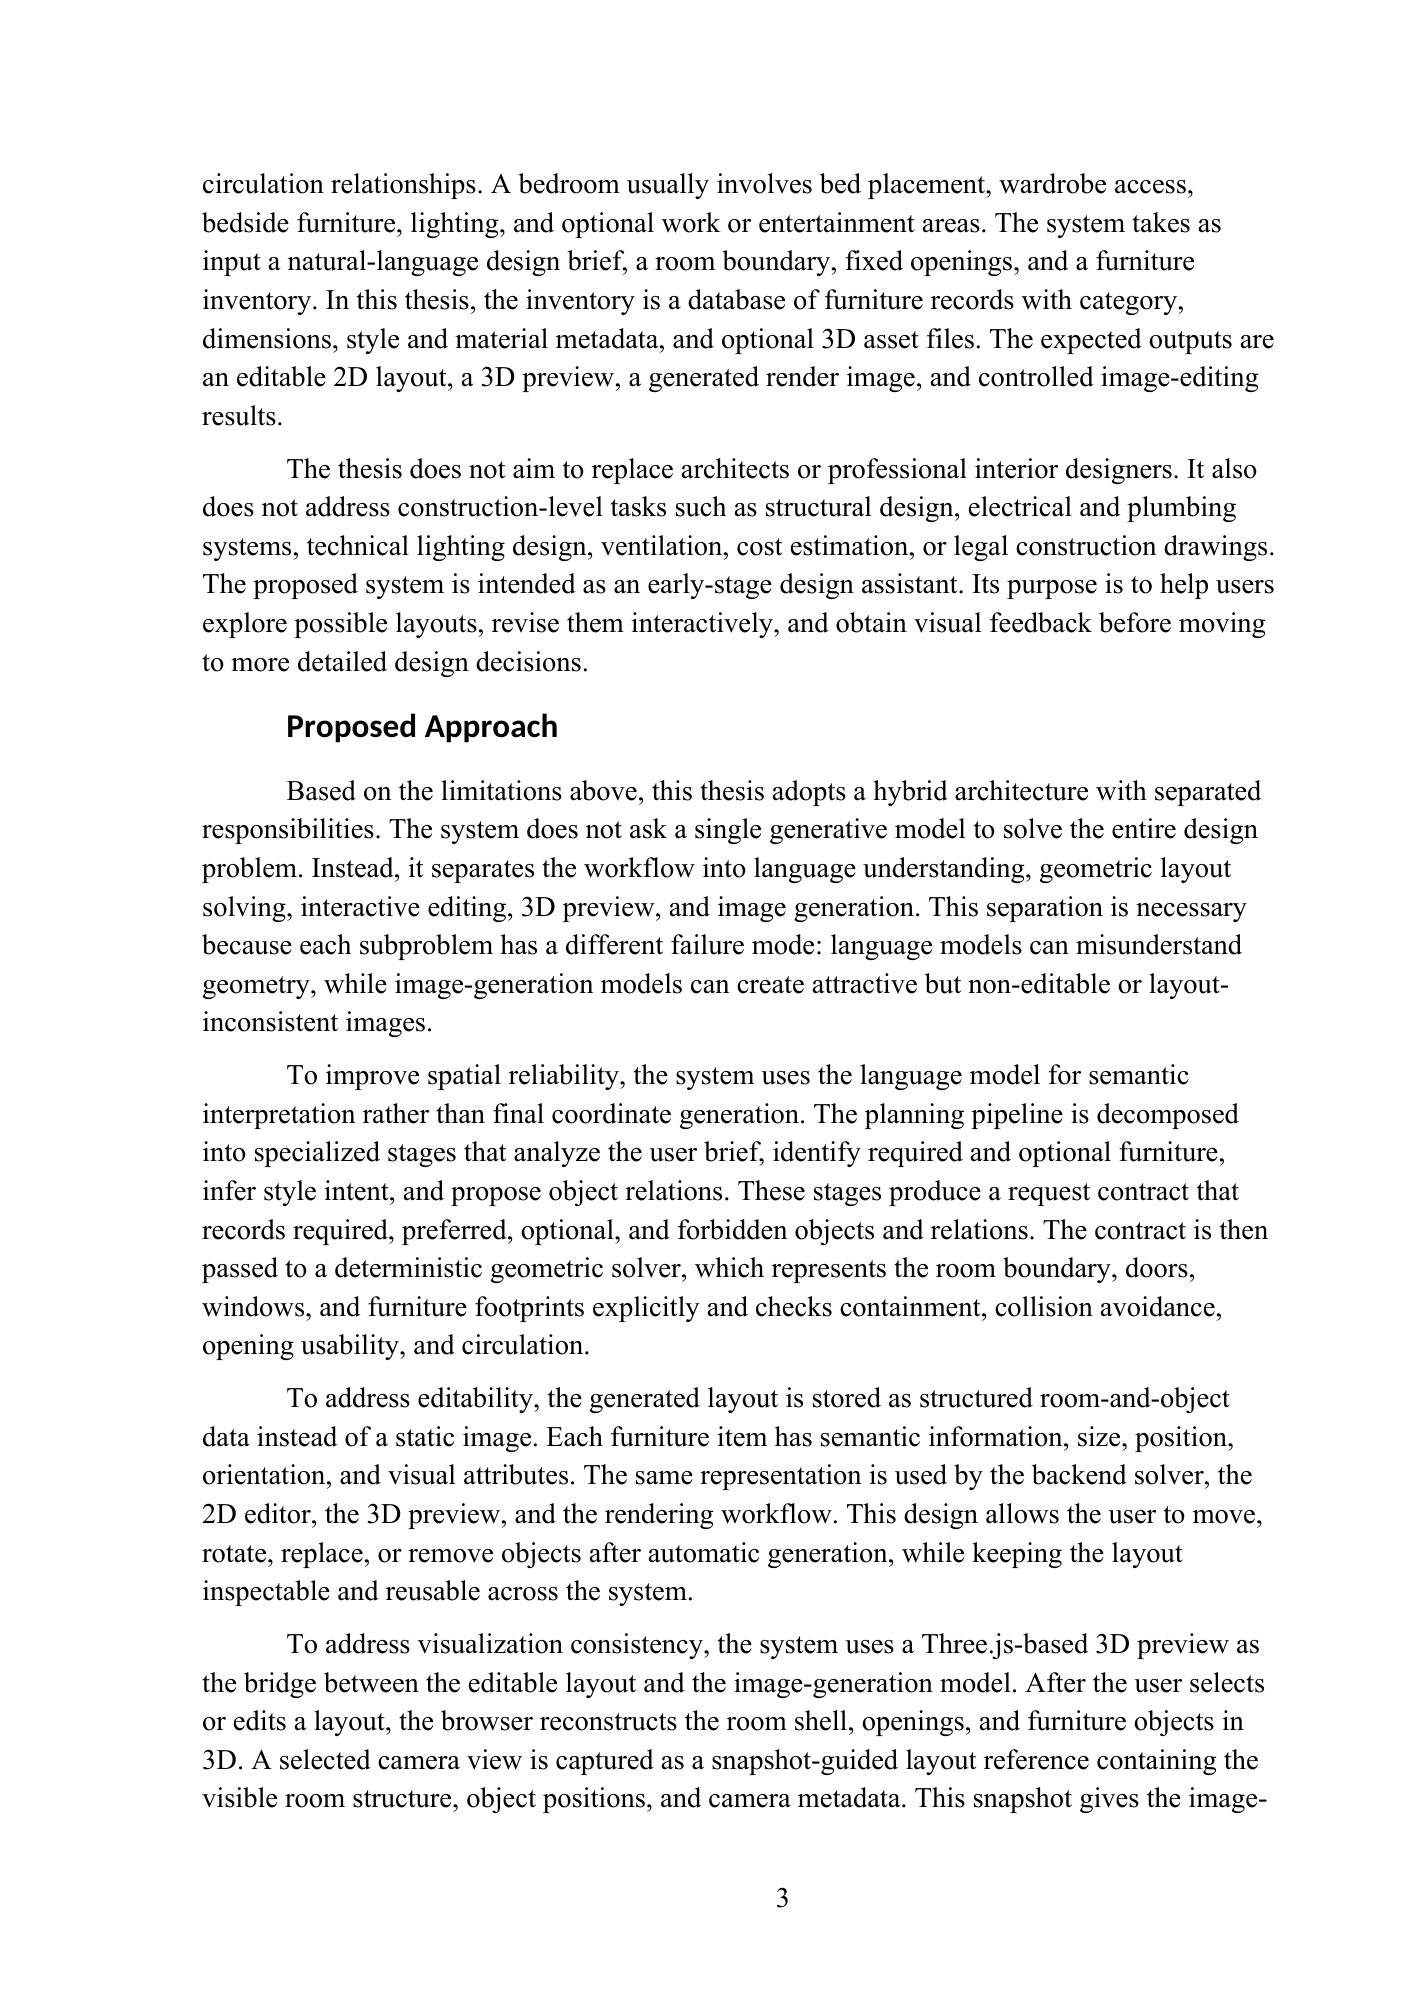 circulation relationships. A bedroom usually involves bed placement, wardrobe access,
bedside furniture, lighting, and optional work or entertainment areas. The system takes as
input a natural-language design brief, a room boundary, fixed openings, and a furniture
inventory. In this thesis, the inventory is a database of furniture records with category,
dimensions, style and material metadata, and optional 3D asset files. The expected outputs are
an editable 2D layout, a 3D preview, a generated render image, and controlled image-editing
results.
The thesis does not aim to replace architects or professional interior designers. It also
does not address construction-level tasks such as structural design, electrical and plumbing
systems, technical lighting design, ventilation, cost estimation, or legal construction drawings.
The proposed system is intended as an early-stage design assistant. Its purpose is to help users
explore possible layouts, revise them interactively, and obtain visual feedback before moving
to more detailed design decisions.
Proposed Approach
Based on the limitations above, this thesis adopts a hybrid architecture with separated
responsibilities. The system does not ask a single generative model to solve the entire design
problem. Instead, it separates the workflow into language understanding, geometric layout
solving, interactive editing, 3D preview, and image generation. This separation is necessary
because each subproblem has a different failure mode: language models can misunderstand
geometry, while image-generation models can create attractive but non-editable or layout-
inconsistent images.
To improve spatial reliability, the system uses the language model for semantic
interpretation rather than final coordinate generation. The planning pipeline is decomposed
into specialized stages that analyze the user brief, identify required and optional furniture,
infer style intent, and propose object relations. These stages produce a request contract that
records required, preferred, optional, and forbidden objects and relations. The contract is then
passed to a deterministic geometric solver, which represents the room boundary, doors,
windows, and furniture footprints explicitly and checks containment, collision avoidance,
opening usability, and circulation.
To address editability, the generated layout is stored as structured room-and-object
data instead of a static image. Each furniture item has semantic information, size, position,
orientation, and visual attributes. The same representation is used by the backend solver, the
2D editor, the 3D preview, and the rendering workflow. This design allows the user to move,
rotate, replace, or remove objects after automatic generation, while keeping the layout
inspectable and reusable across the system.
To address visualization consistency, the system uses a Three.js-based 3D preview as
the bridge between the editable layout and the image-generation model. After the user selects
or edits a layout, the browser reconstructs the room shell, openings, and furniture objects in
3D. A selected camera view is captured as a snapshot-guided layout reference containing the
visible room structure, object positions, and camera metadata. This snapshot gives the image-
3